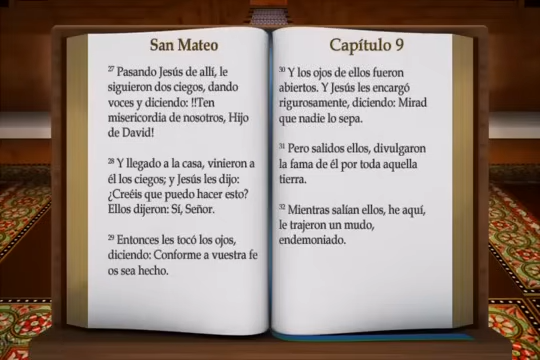 San Mateo
27 Pasando Jesús de allí, le
siguieron dos ciegos, dando
voces y diciendo: !!Ten
misericordia de nosotros, Hijo
de David!
28 Y llegado a la casa, vinieron a
él los ciegos; y Jesús les dijo:
¿Creéis que puedo hacer esto?
Ellos dijeron: Sí, Señor.
29 Entonces les tocó los ojos,
diciendo: Conforme a vuestra fe
os sea hecho.
Capítulo 9
30 Y los ojos de ellos fueron
abiertos. Y Jesús les encargó
rigurosamente, diciendo: Mirad
que nadie lo sepa.
31 Pero salidos ellos, divulgaron
la fama de él por toda aquella
tierra.
32 Mientras salían ellos, he aquí,
le trajeron un mudo,
endemoniado.